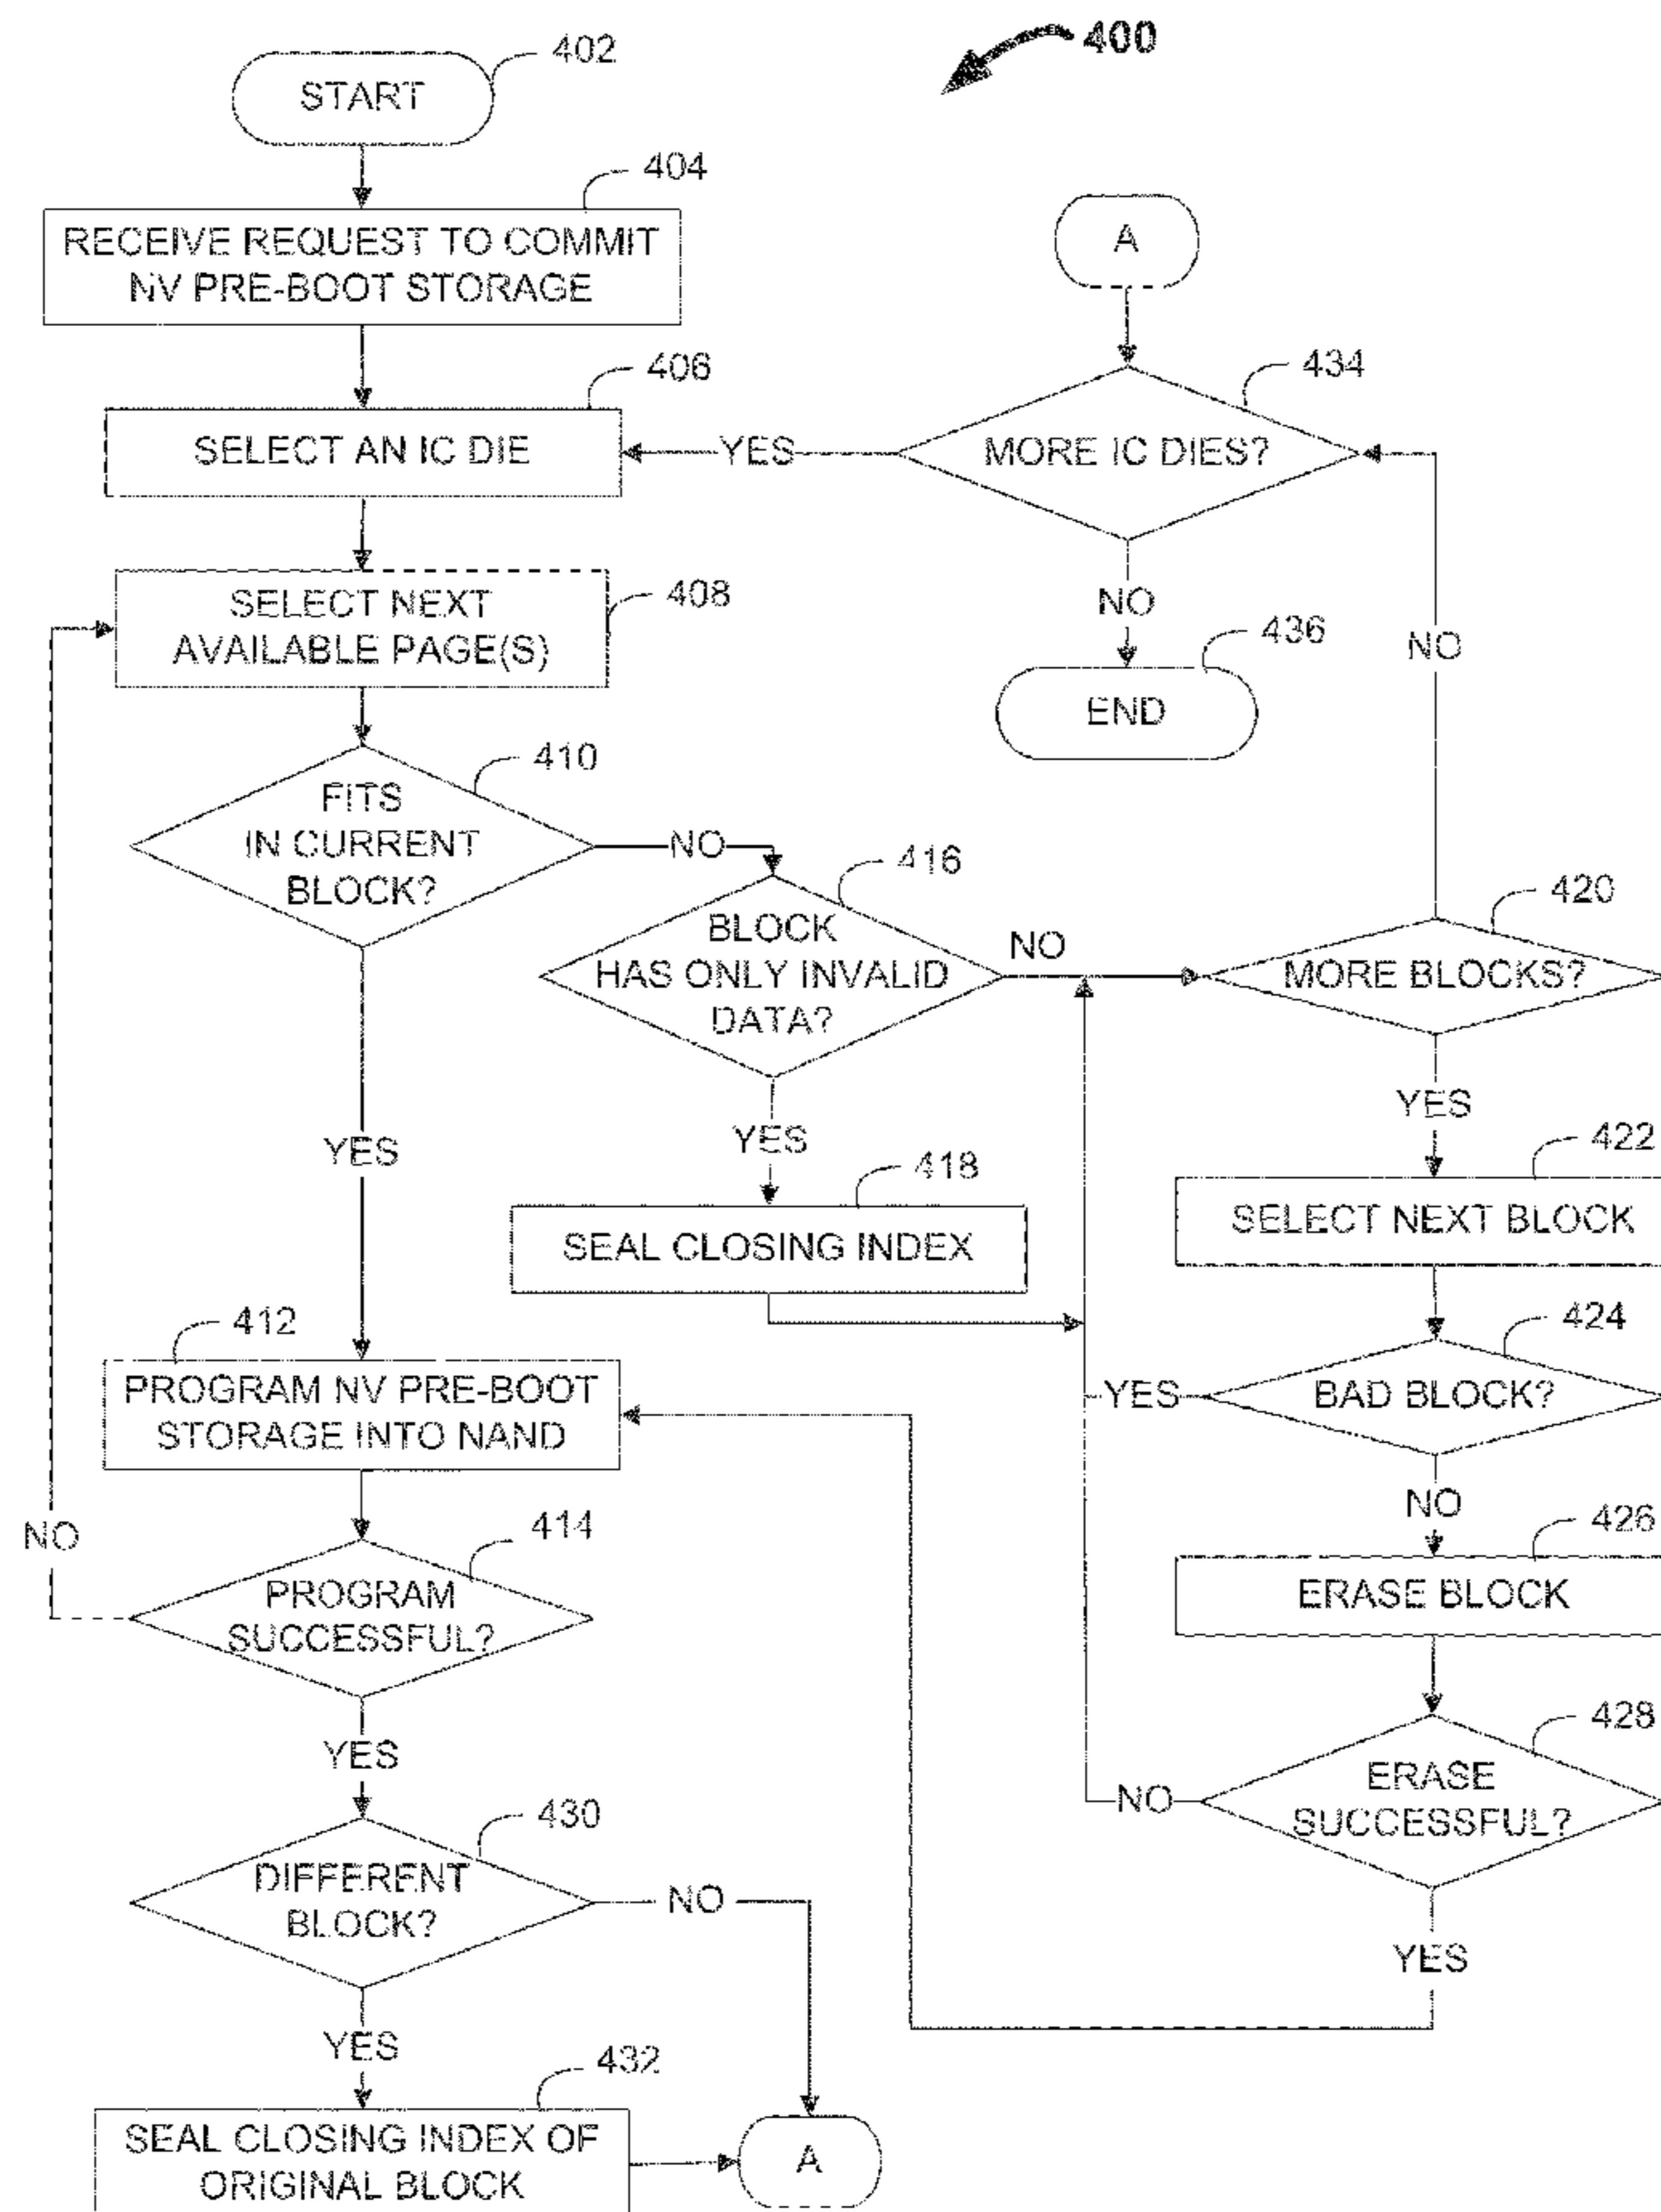 400
402
START
404
RECEIVE REQUEST TO COMMIT
NV PRE-BOOT STORAGE
A
406
SELECT AN IC DIE
YES
434
MORE IC DIES?
408
SELECT NEXT
AVAILABLE PAGE(S)
NO
436
END
NO
410
FITS
IN CURRENT
BLOCK?
NO
416
BLOCK
HAS ONLY INVALID
DATA?
NO
420
MORE BLOCKS?
YES
YES
YES
418
SEAL CLOSING INDEX
422
SELECT NEXT BLOCK
412
PROGRAM NV PRE-BOOT
STORAGE INTO NAND
424
BAD BLOCK?
YES
NO
426
ERASE BLOCK
NO
414
PROGRAM
SUCCESSFUL?
YES
428
ERASE
SUCCESSFUL?
NO
YES
430
DIFFERENT
BLOCK?
NO
YES
432
SEAL CLOSING INDEX OF
ORIGINAL BLOCK
A